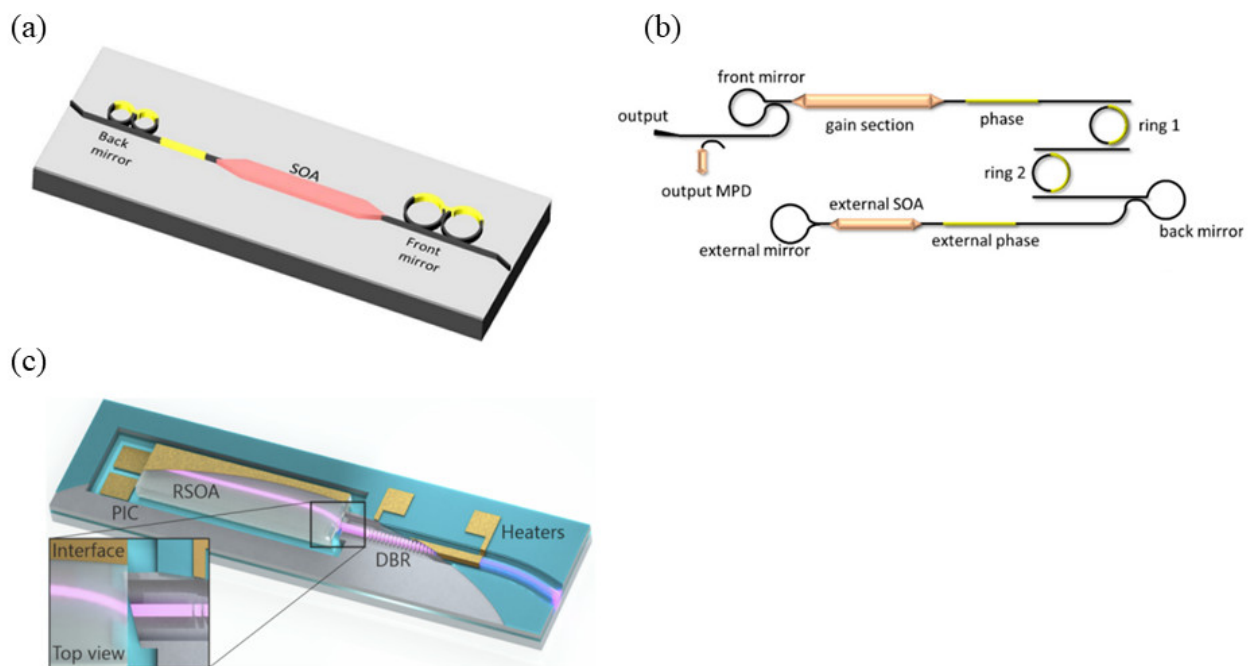 (a)
Back
mirror
SOA
Front
mirror
(b)
front mirror
output
gain section
phase
ring 1
ring 2
output MPD
external SOA
external mirror
external phase
back mirror
(c)
RSOA
PIC
Heaters
DBR
Interface
Top view